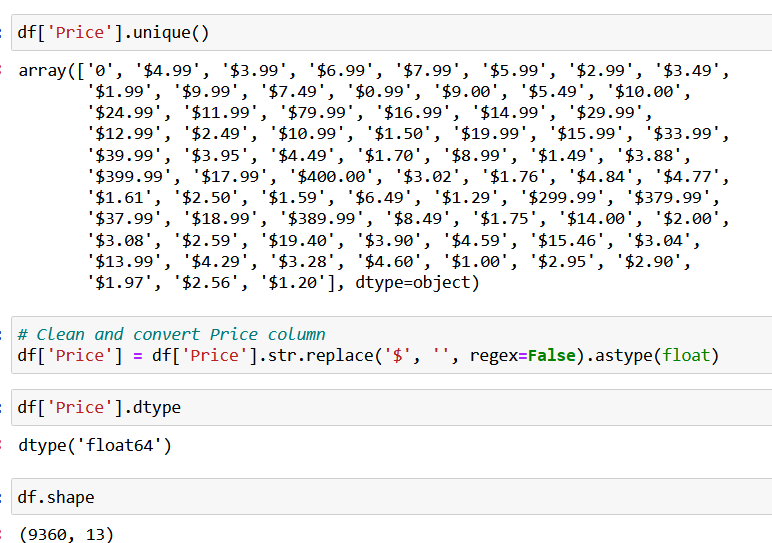 df['Price'].unique()
array(['0', '$4.99', '$3.99', '$6.99', '$7.99', '$5.99', '$2.99', '$3.49',
'$1.99', '$9.99', '$7.49', '$0.99', '$9.00', '$5.49', '$10.00',
'$24.99', '$11.99', '$79.99', '$16.99', '$14.99', '$29.99',
'$12.99', '$2.49', '$10.99', '$1.50', '$19.99', '$15.99', '$33.99',
'$39.99', '$3.95', '$4.49', '$1.70', '$8.99', '$1.49', '$3.88',
'$399.99', '$17.99', '$400.00', '$3.02', '$1.76', '$4.84', '$4.77',
'$1.61', '$2.50', '$1.59', '$6.49', '$1.29', '$299.99', '$379.99',
'$37.99', '$18.99', '$389.99', '$8.49', '$1.75', '$14.00', '$2.00',
'$3.08', '$2.59', '$19.40', '$3.90', '$4.59', '$15.46', '$3.04',
'$13.99', '$4.29', '$3.28', '$4.60', '$1.00', '$2.95', '$2.90',
'$1.97', '$2.56', '$1.20'], dtype=object)
# Clean and convert Price column
df['Price'] = df['Price'].str.replace('$', '', regex=False).astype(float)
df['Price'].dtype
dtype('float64')
df.shape
(9360, 13)